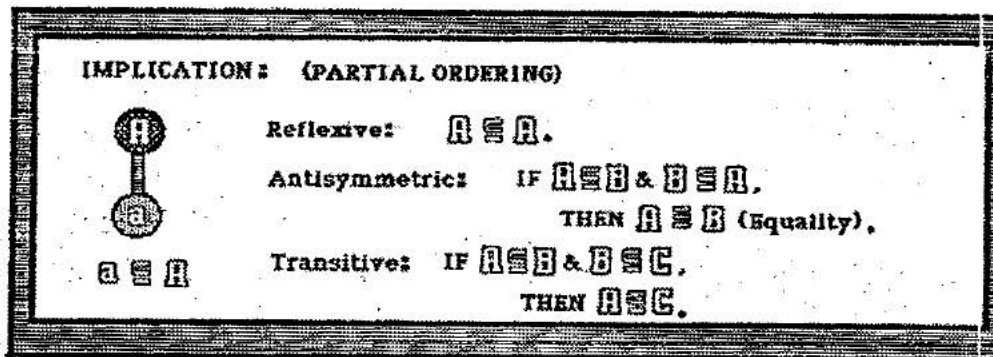 IMPLICATION: (PARTIAL ORDERING)
A
Reflexive: A ≤ A.
Antisymmetric: IF A ≤ B & B ≤ A,
a
THEN A = B (Equality).
a ≤ A
Transitive: IF A ≤ B & B ≤ C,
THEN A ≤ C.